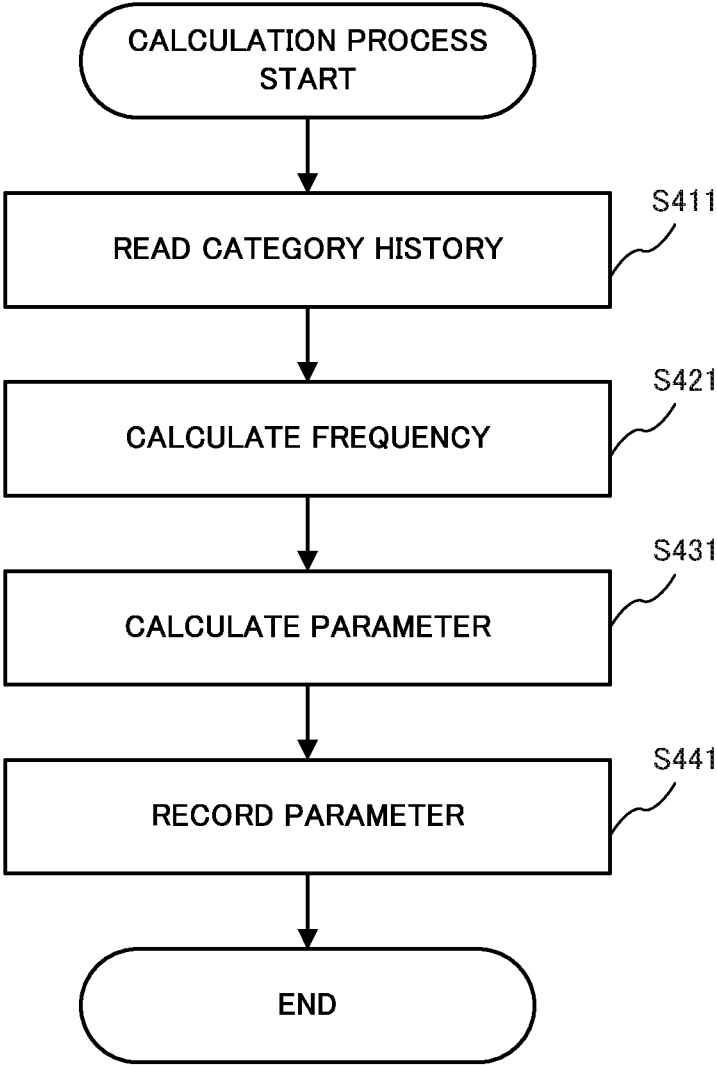 CALCULATION PROCESS
START
S411
READ CATEGORY HISTORY
S421
CALCULATE FREQUENCY
S431
CALCULATE PARAMETER
S441
RECORD PARAMETER
END